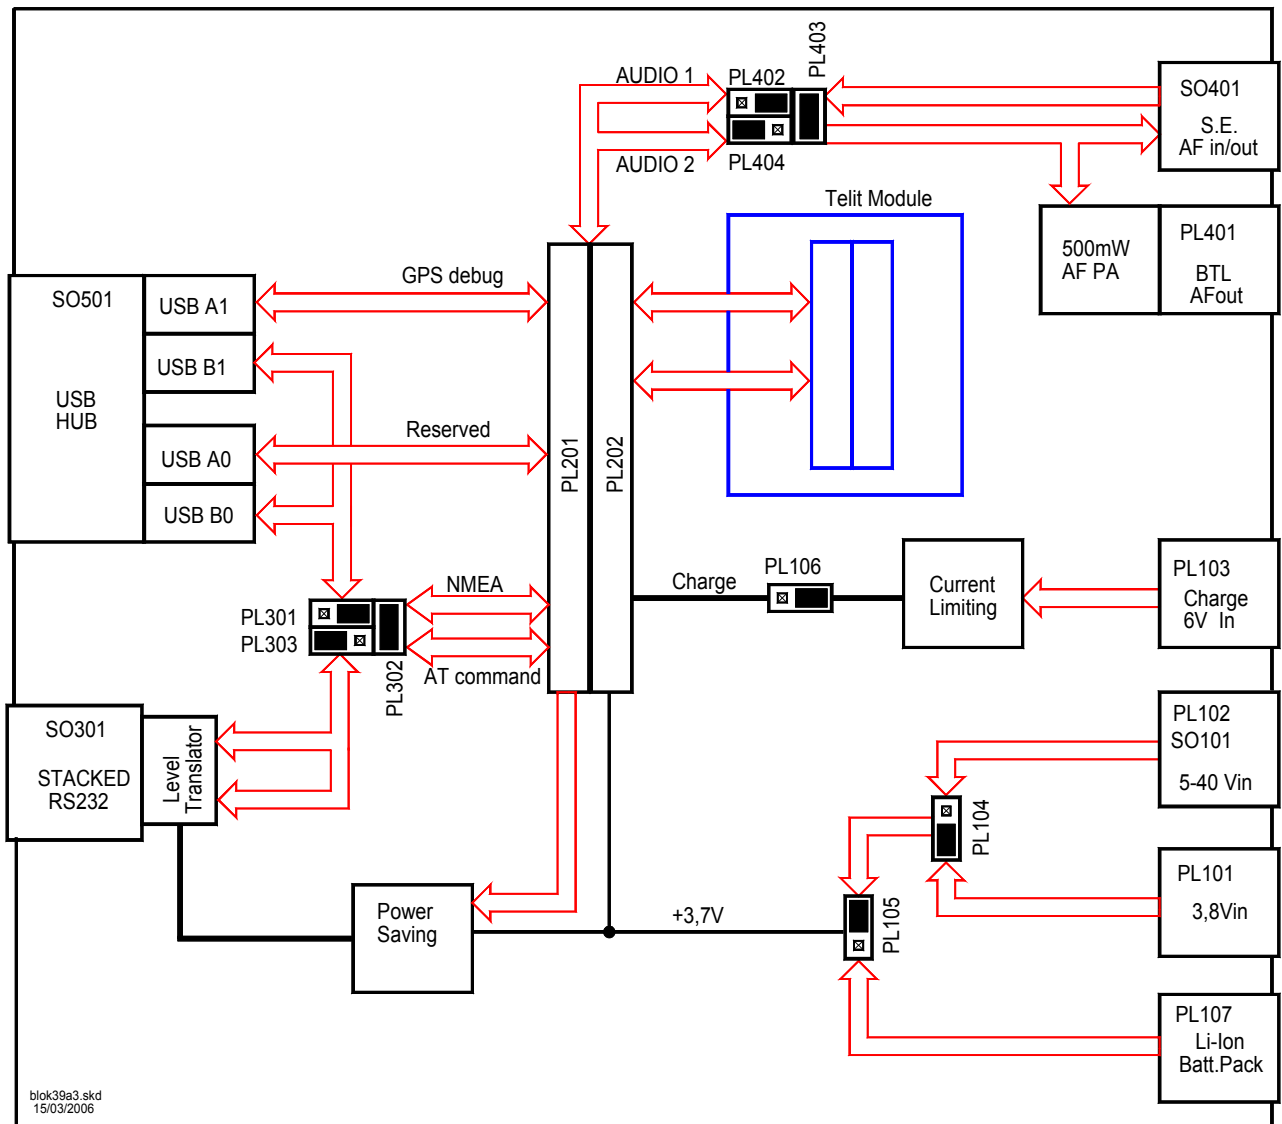 AUDIO 1
PL402
PL403
SO401
S.E.
AF in/out
AUDIO 2
PL404
Telit Module
500mW
AF PA
PL401
BTL
AFout
SO501
USB
HUB
USB A1
USB B1
USB A0
USB B0
GPS debug
Reserved
PL201
PL202
NMEA
AT command
PL301
PL303
PL302
Charge
PL106
Current
Limiting
PL103
Charge
6V In
SO301
STACKED
RS232
Level
Translator
PL102
SO101
5-40 Vin
PL104
PL101
3,8Vin
Power
Saving
+3,7V
PL105
PL107
Li-Ion
Batt.Pack
blok39a3.skd
15/03/2006